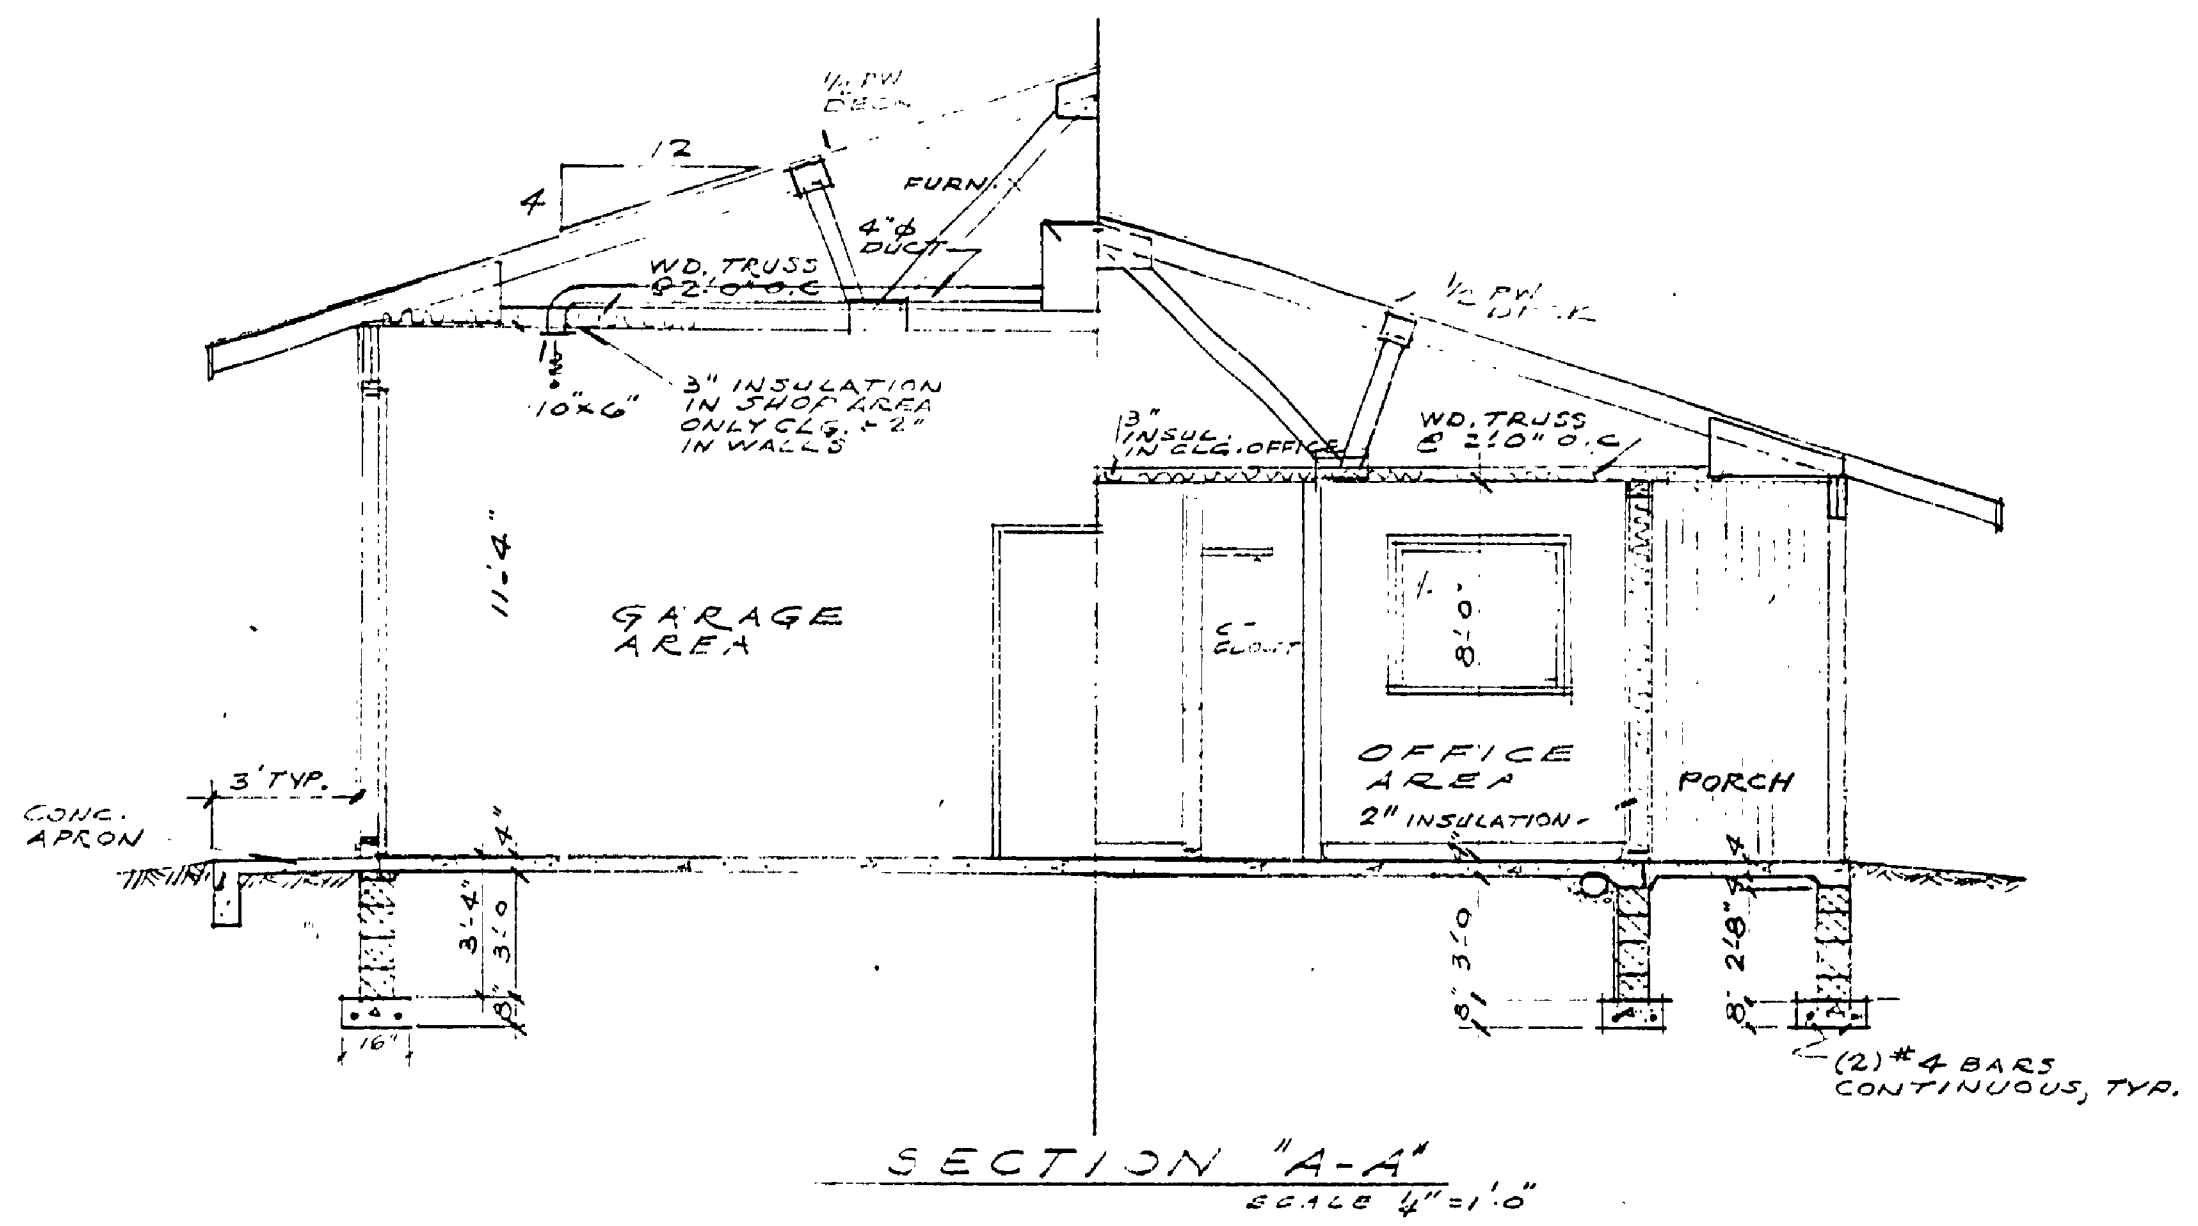 1/2 PW
DECK
12
4
FURN.
4"φ
DUCT
WD. TRUSS
@ 2'-0" O.C
1/2 PW
10"x6"
3" INSULATION
IN SHOP AREA
ONLY CLG. & 2"
IN WALLS
3"
INSUL.
IN CLG. OFFICE
WD. TRUSS
@ 2'-0" O.C
11'-4"
GARAGE
AREA
8'-0"
OFFICE
AREA
2" INSULATION
PORCH
3' TYP.
CONC.
APRON
4"
3'-4"
3'-0
8"
16"
3'-0
8"
4
4
2'-8"
8"
(2) #4 BARS
CONTINUOUS, TYP.
SECTION "A-A"
SCALE 1/4" = 1'-0"